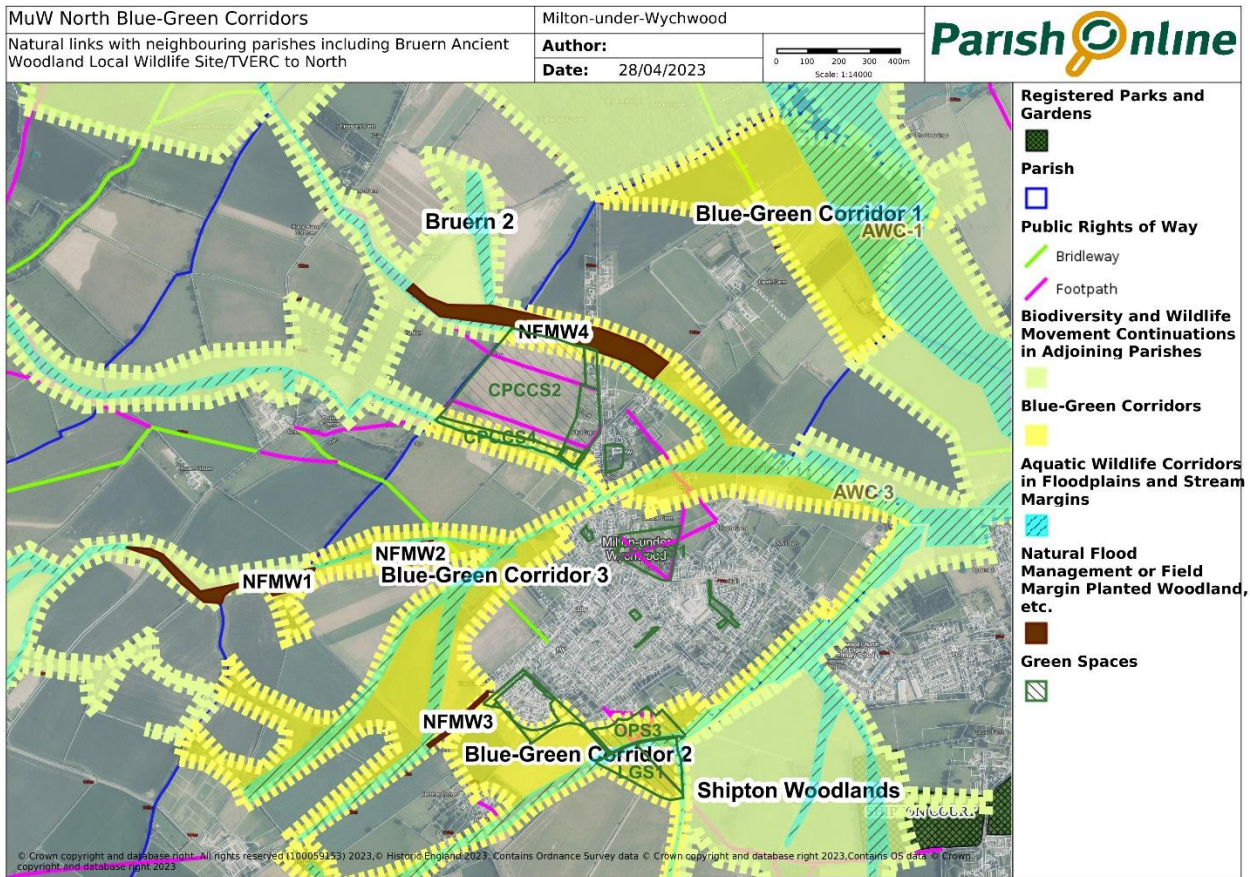 MuW North Blue-Green Corridors
Natural links with neighbouring parishes including Bruern Ancient
Woodland Local Wildlife Site/TVERC to North
Milton-under-Wychwood
Author:
Date: 28/04/2023
0 100 200 300 400m
Scale: 1:14000
Parish Online
Registered Parks and
Gardens
Parish
Public Rights of Way
Bridleway
Footpath
Biodiversity and Wildlife
Movement Continuations
in Adjoining Parishes
Blue-Green Corridors
Aquatic Wildlife Corridors
in Floodplains and Stream
Margins
Natural Flood
Management or Field
Margin Planted Woodland,
etc.
Green Spaces
Bruern 2
Blue-Green Corridor 1
AWC-1
NFMW4
CPCCS2
CPCCS4
AWC 3
Milton-under
Wychwood
NFMW2
NFMW1
Blue-Green Corridor 3
NFMW3
OPS3
Blue-Green Corridor 2
LGS1
Shipton Woodlands
SHIPTON COURT
© Crown copyright and database right. All rights reserved (100059153) 2023,© Historic England 2023, Contains Ordnance Survey data © Crown copyright and database right 2023,Contains OS data © Crown
copyright and database right 2023